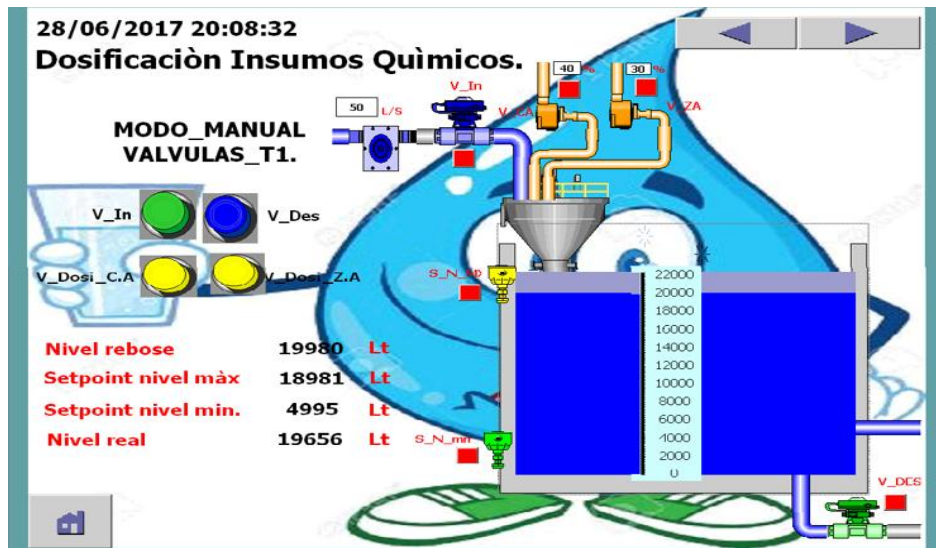 28/06/2017 20:08:32
Dosificaciòn Insumos Quìmicos.
40 %
30 %
V_In
V_CA
V_ZA
50 L/S
MODO_MANUAL
VALVULAS_T1.
V_In
V_Des
V_Dosi_C.A
V_Dosi_Z.A
22000
20000
18000
16000
14000
12000
10000
8000
6000
4000
2000
0
Nivel rebose 19980 Lt
Setpoint nivel màx 18981 Lt
Setpoint nivel min. 4995 Lt
Nivel real 19656 Lt
S_N_mn
V_DES